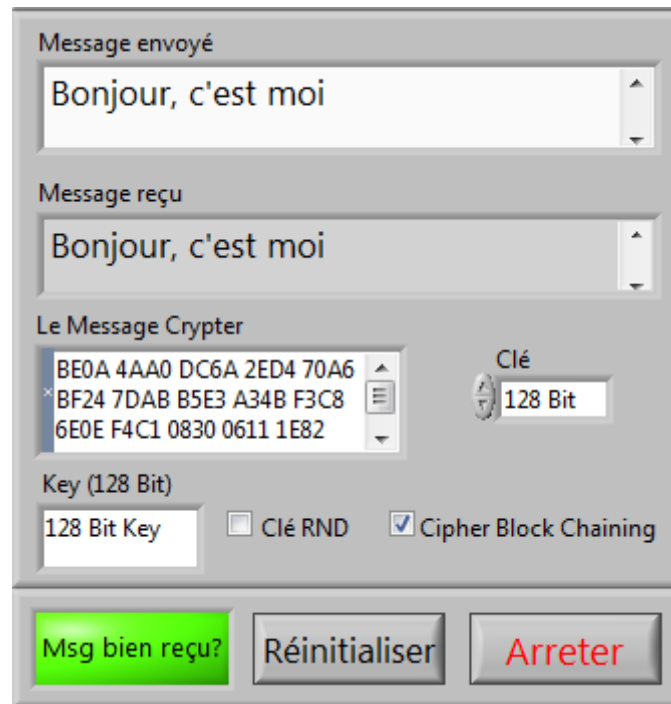 Message envoyé
Bonjour, c'est moi
Message reçu
Bonjour, c'est moi
Le Message Crypter
BE0A 4AA0 DC6A 2ED4 70A6
BF24 7DAB B5E3 A34B F3C8
6E0E F4C1 0830 0611 1E82
Clé
128 Bit
Key (128 Bit)
128 Bit Key
Clé RND
Cipher Block Chaining
Msg bien reçu?
Réinitialiser
Arreter